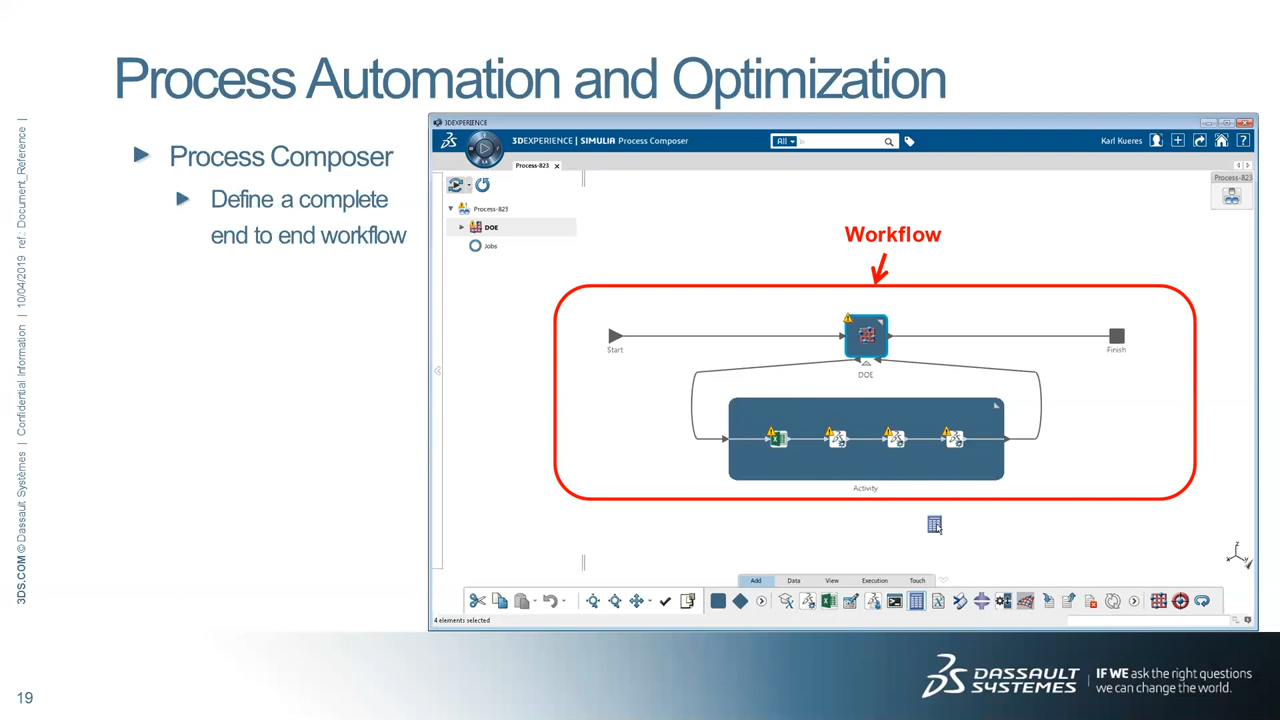 Process Automation and Optimization
Process Composer
Define a complete
end to end workflow
3DS.COM © Dassault Systèmes | Confidential Information | 10/04/2019 ref.: Document_Reference |
3DEXPERIENCE
3DEXPERIENCE | SIMULIA Process Composer
All
Karl Kueres
Process-823
Process-823
Process-823
DOE
Jobs
Workflow
Start
Finish
DOE
Activity
Add Data View Execution Touch
4 elements selected
DASSAULT SYSTEMES
IF WE ask the right questions
we can change the world.
19